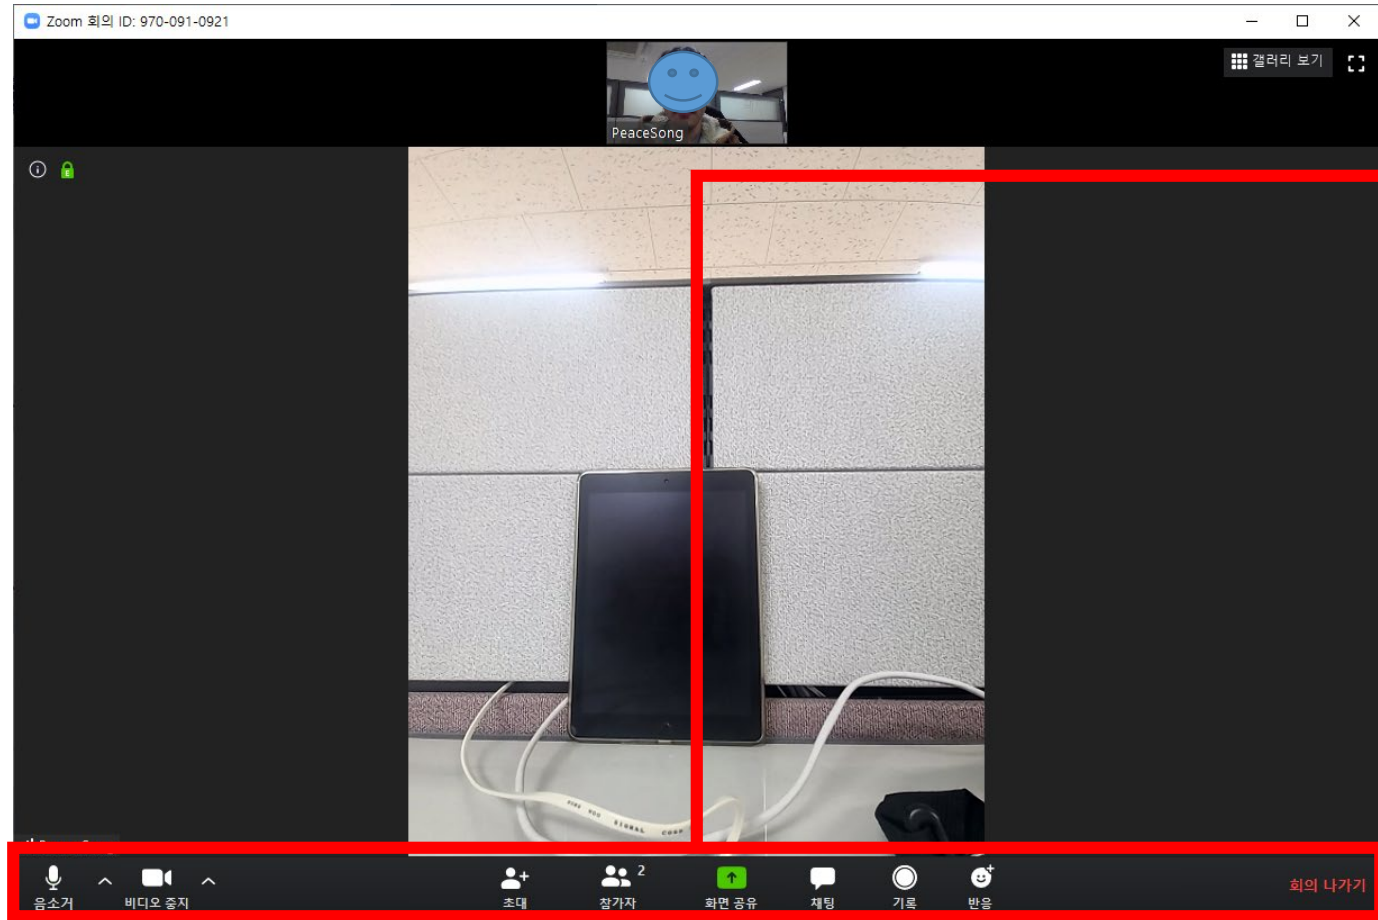 Zoom 회의 ID: 970-091-0921
갤러리 보기
PeaceSong
E
음소거
비디오 중지
초대
2
참가자
화면 공유
채팅
기록
반응
회의 나가기